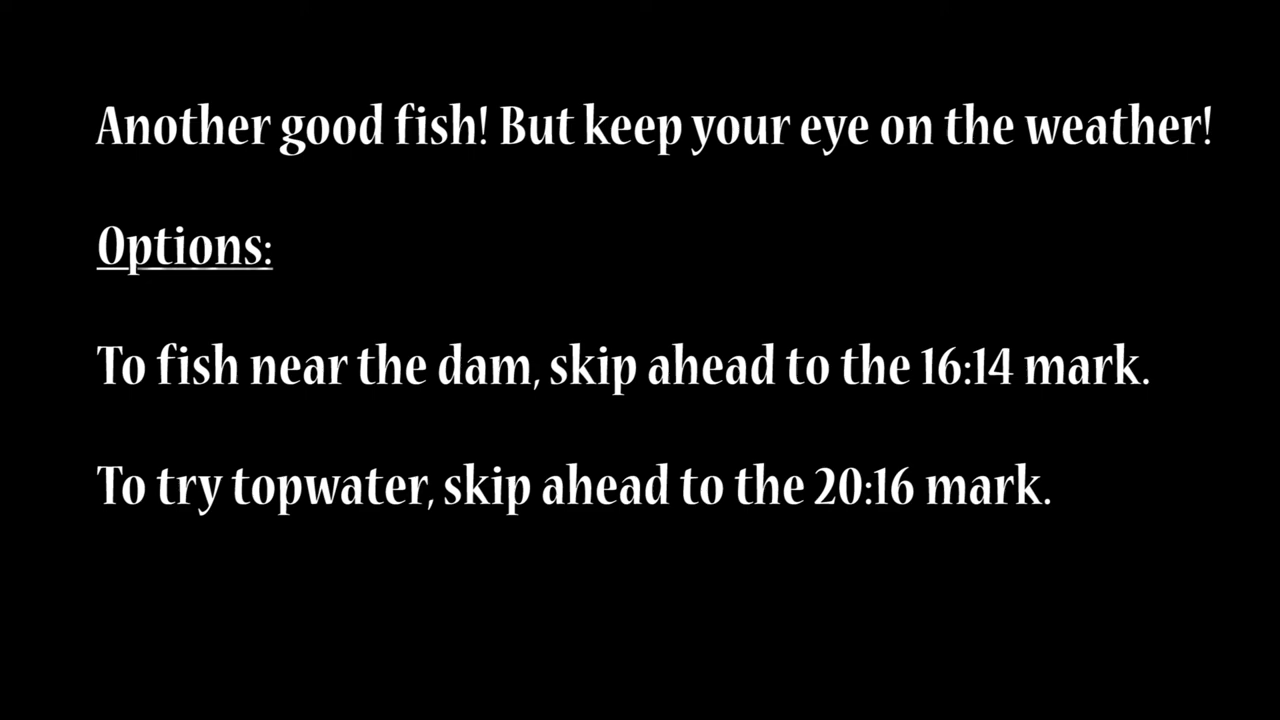 Another good fish! But keep your eye on the weather!
Options:
To fish near the dam, skip ahead to the 16:14 mark.
To try topwater, skip ahead to the 20:16 mark.